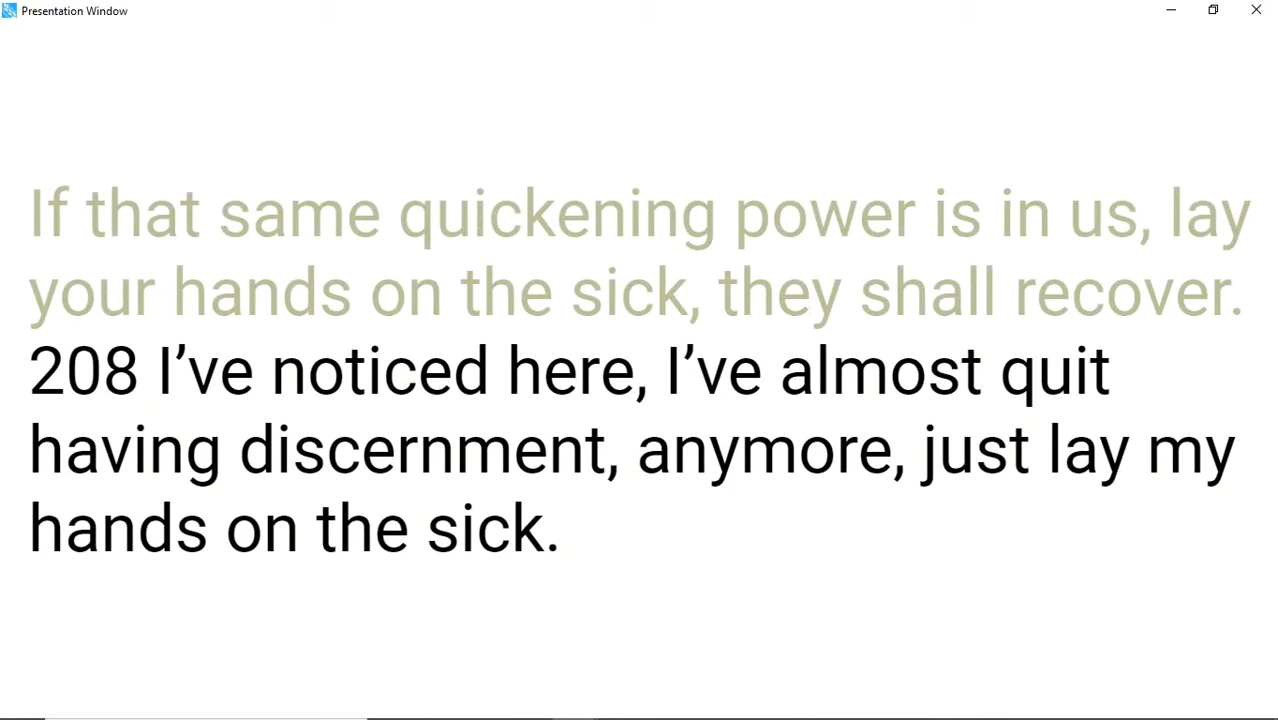 Presentation Window
If that same quickening power is in us, lay
your hands on the sick, they shall recover.
208 I’ve noticed here, I’ve almost quit
having discernment, anymore, just lay my
hands on the sick.